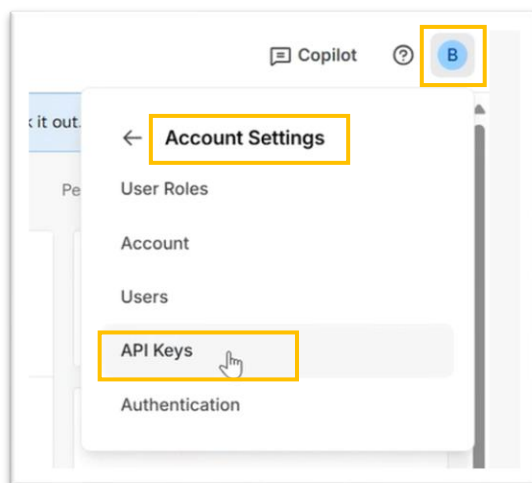 Copilot
B
k it out.
Account Settings
Pe
User Roles
Account
Users
API Keys
Authentication